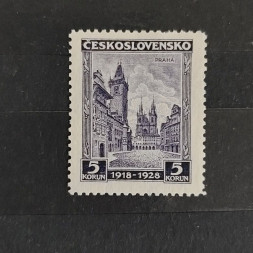 ČESKOSLOVENSKO
PRAHA
5 5
KORUN 1918-1928 KORUN